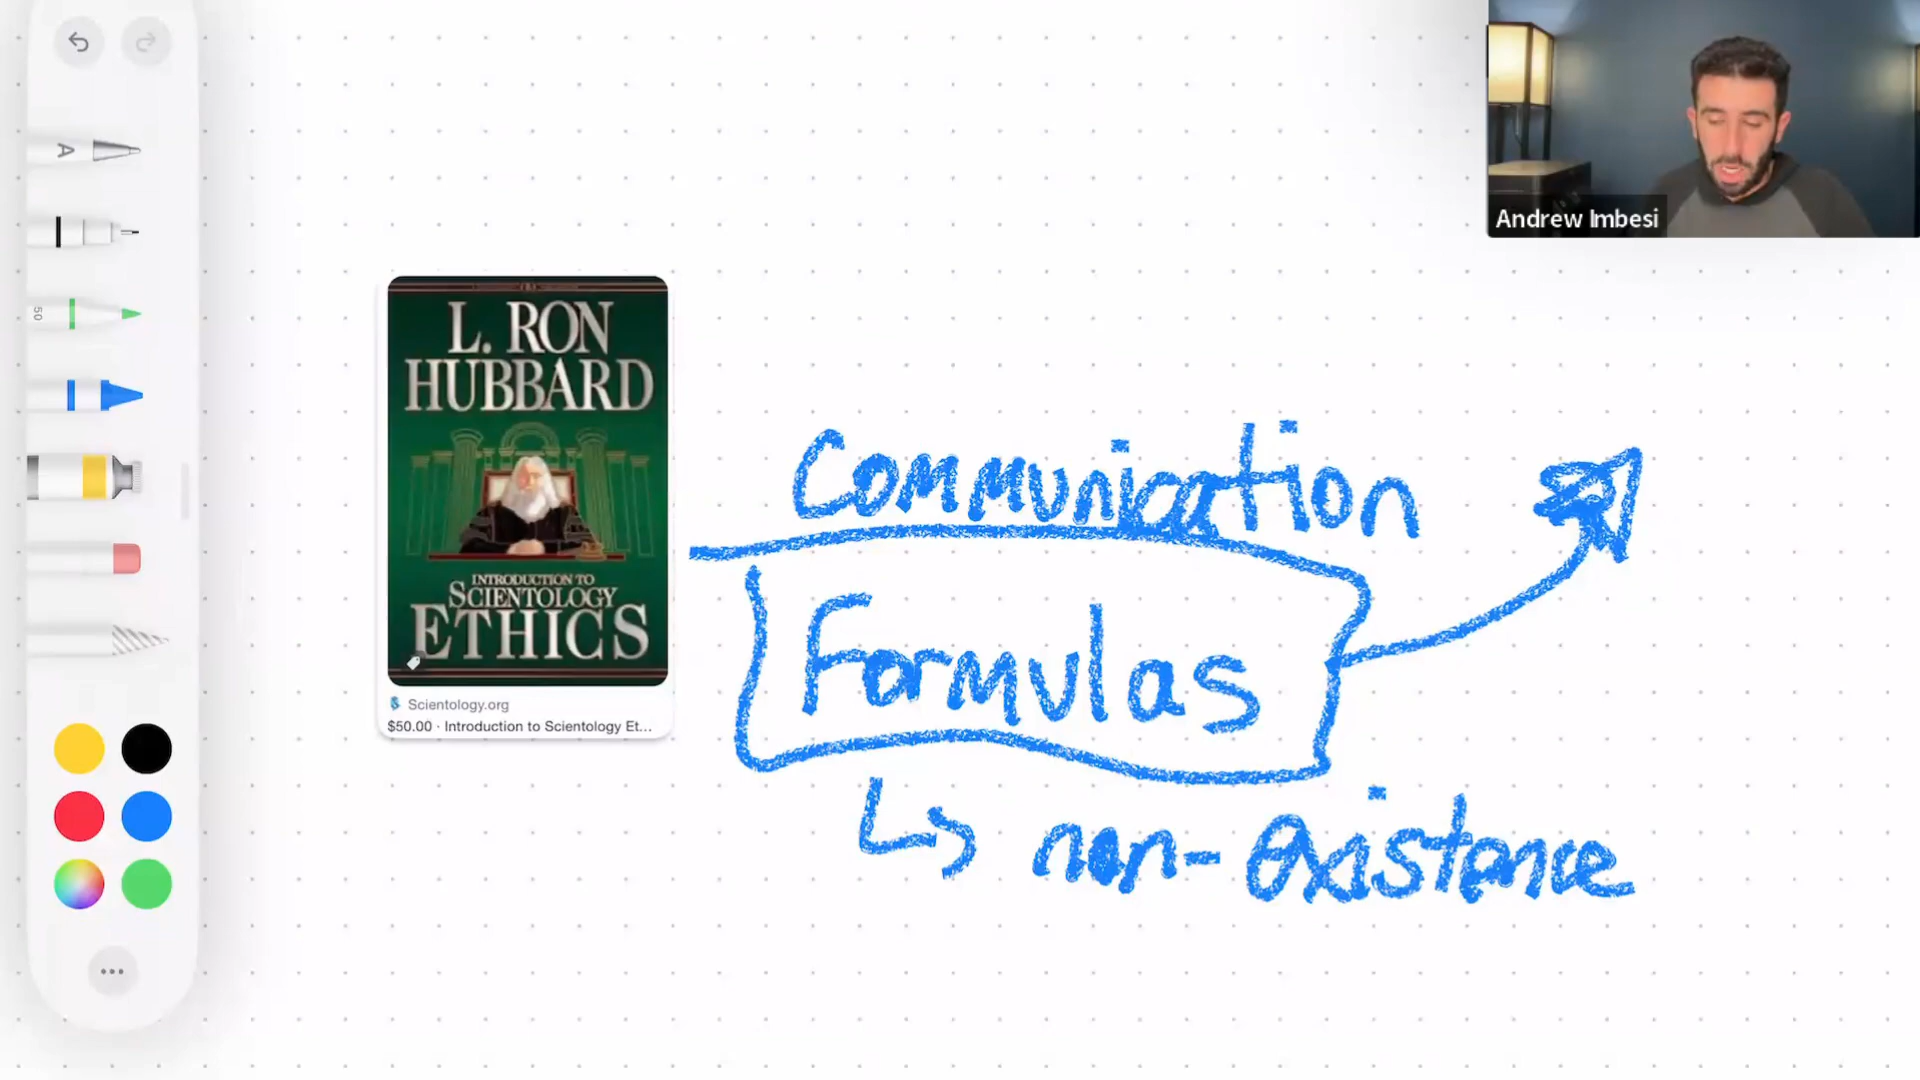 A
50
Andrew Imbesi
L. RON
HUBBARD
INTRODUCTION TO
SCIENTOLOGY
ETHICS
Scientology.org
$50.00 · Introduction to Scientology Et...
Communication
Formulas
non-existence